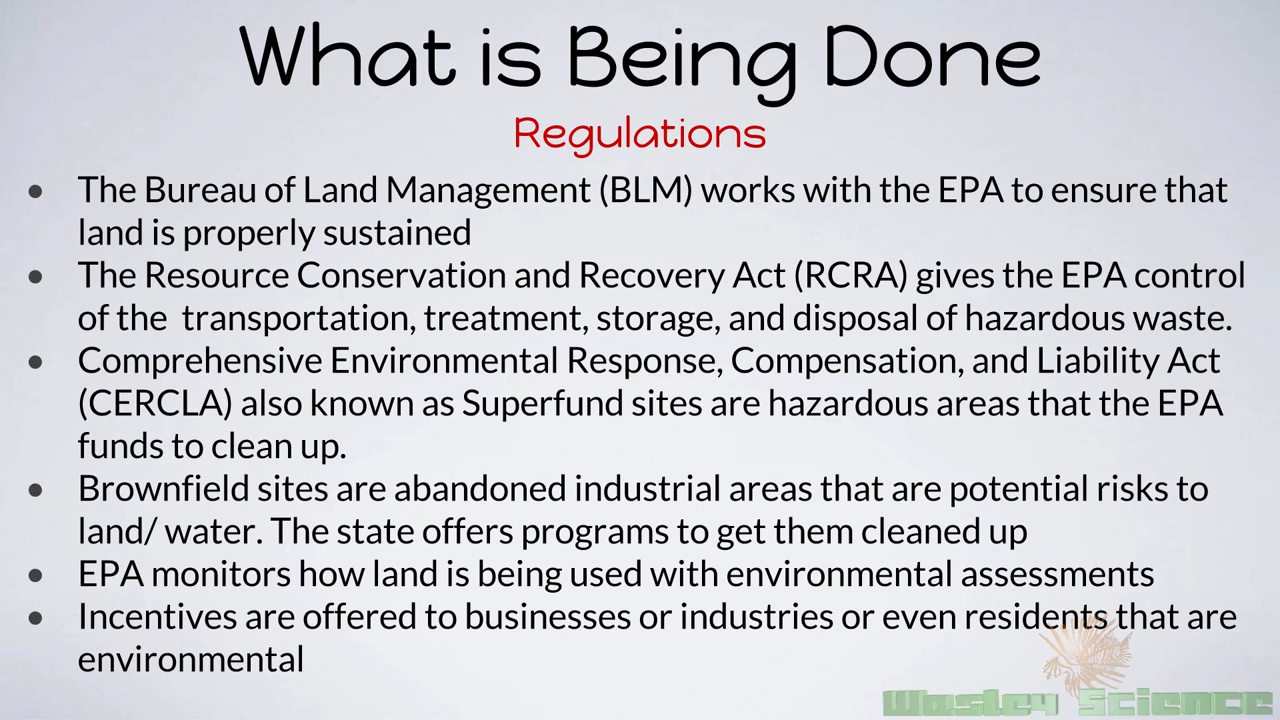 What is Being Done
Regulations
● The Bureau of Land Management (BLM) works with the EPA to ensure that
land is properly sustained
● The Resource Conservation and Recovery Act (RCRA) gives the EPA control
of the  transportation, treatment, storage, and disposal of hazardous waste.
● Comprehensive Environmental Response, Compensation, and Liability Act
(CERCLA) also known as Superfund sites are hazardous areas that the EPA
funds to clean up.
● Brownfield sites are abandoned industrial areas that are potential risks to
land/ water. The state offers programs to get them cleaned up
● EPA monitors how land is being used with environmental assessments
● Incentives are offered to businesses or industries or even residents that are
environmental
Wasley Science